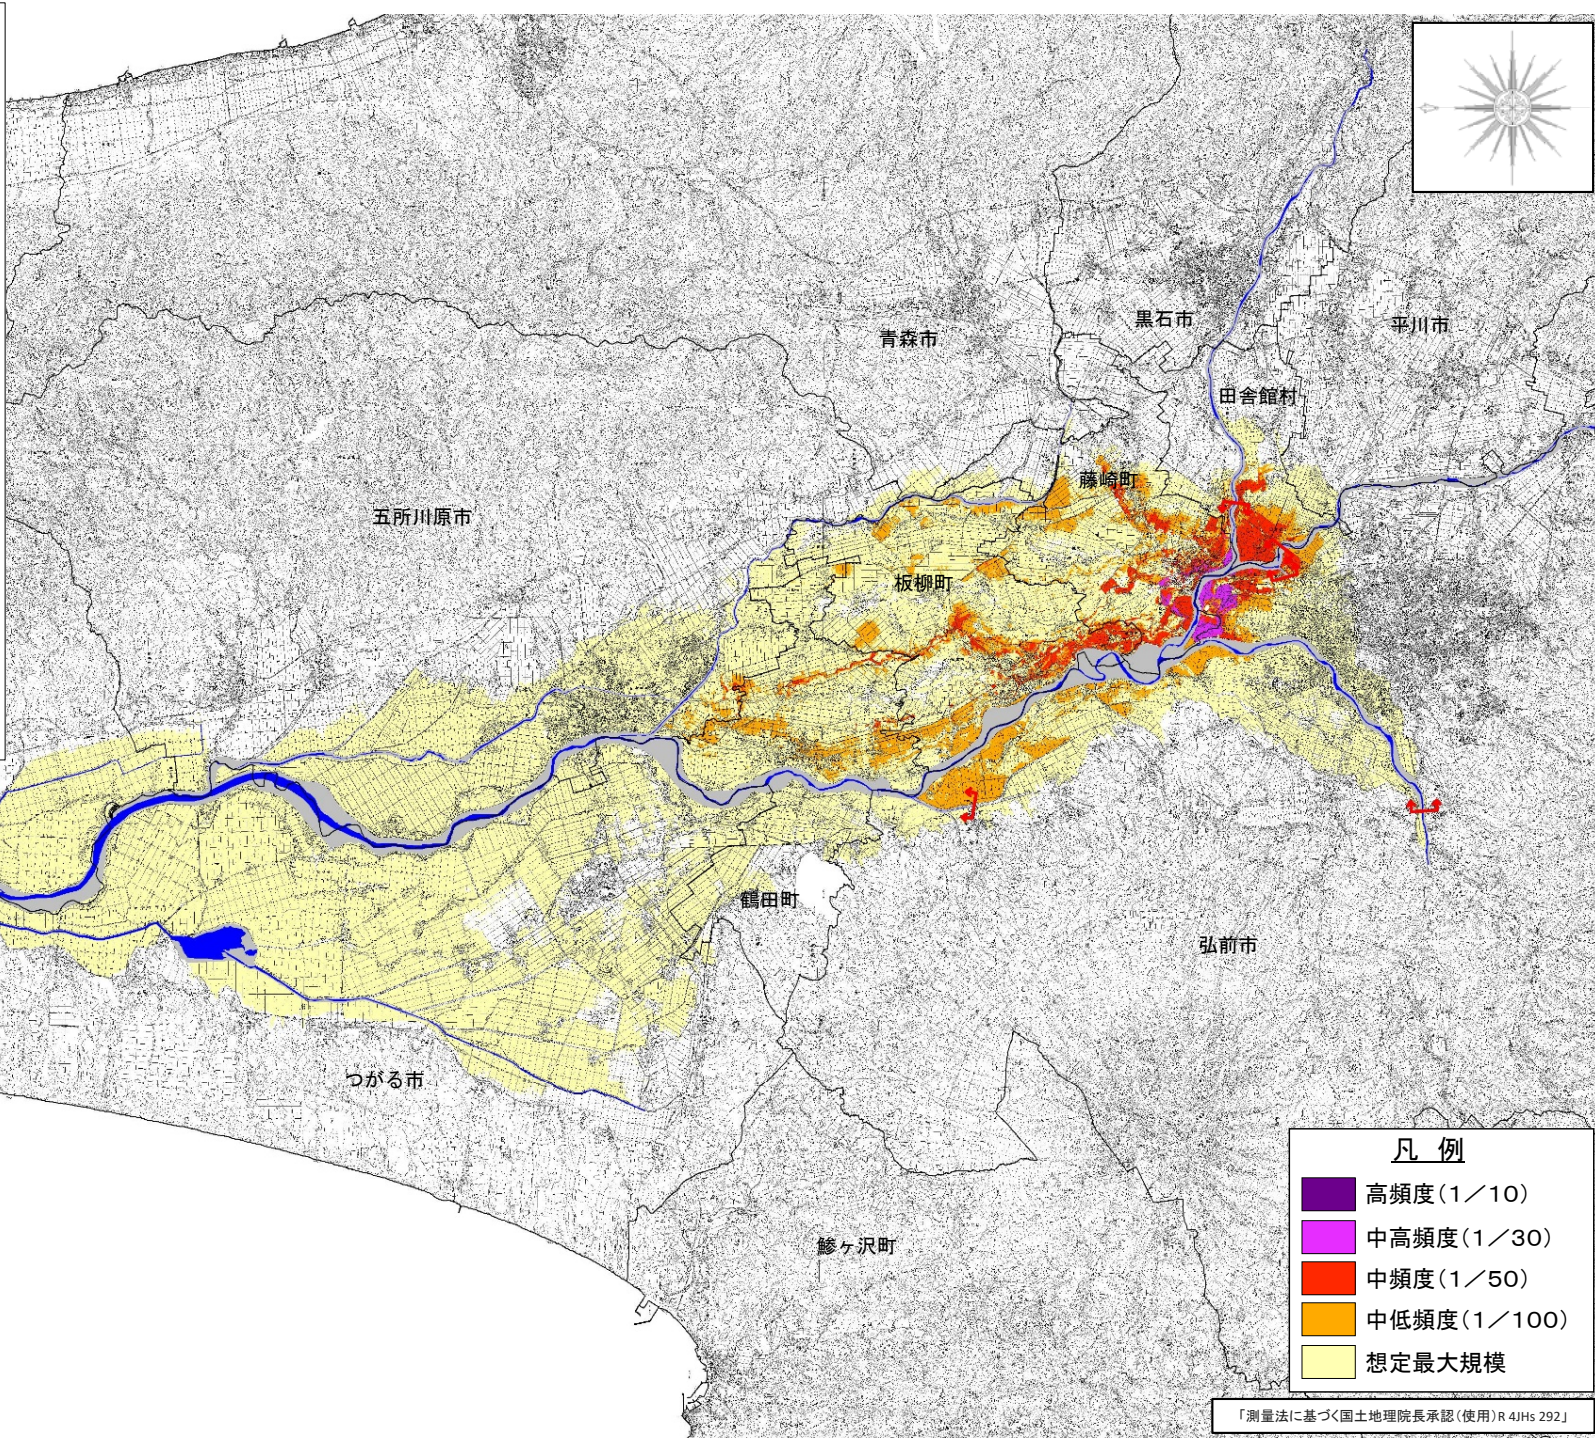 黒石市
平川市
青森市
田舎館村
藤崎町
五所川原市
板柳町
鶴田町
弘前市
つがる市
鰺ヶ沢町
凡 例
高頻度(1/10)
中高頻度(1/30)
中頻度(1/50)
中低頻度(1/100)
想定最大規模
「測量法に基づく国土地理院長承認(使用)R 4JHs 292」